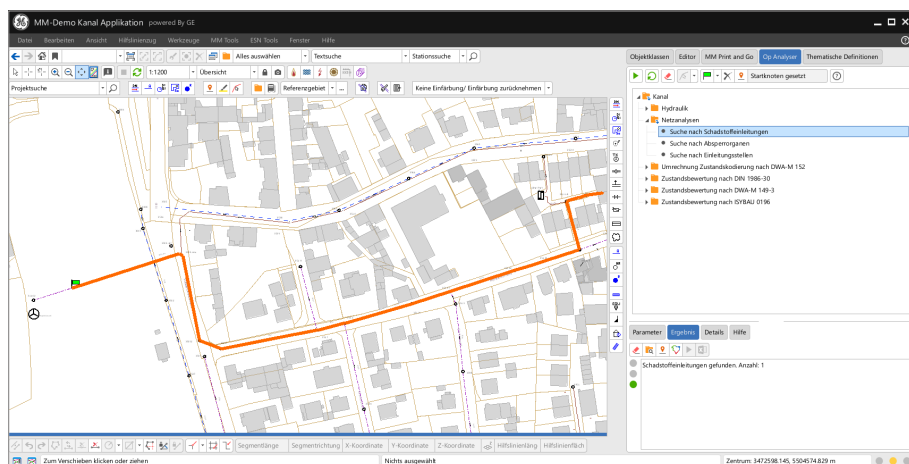 MM-Demo Kanal Applikation powered By GE
Datei Bearbeiten Ansicht Hilfslinienzug Werkzeuge MM Tools ESN Tools Fenster Hilfe
Alles auswählen Textsuche Stationssuche
1:1200 Übersicht
Projektsuche Referenzgebiet ... Keine Einfärbung/ Einfärbung zurücknehmen
Objektklassen Editor MM Print and Go Op Analyser Thematische Definitionen
Startknoten gesetzt
Kanal
Hydraulik
Netzanalysen
Suche nach Schadstoffeinleitungen
Suche nach Absperrorganen
Suche nach Einleitungsstellen
Umrechnung Zustandskodierung nach DWA-M 152
Zustandsbewertung nach DIN 1986-30
Zustandsbewertung nach DWA-M 149-3
Zustandsbewertung nach ISYBAU 0196
Parameter Ergebnis Details Hilfe
Schadstoffeinleitungen gefunden. Anzahl: 1
Segmentlänge Segmentrichtung X-Koordinate Y-Koordinate Z-Koordinate Hilfslinienläng Hilfslinienfläch
Zum Verschieben klicken oder ziehen Nichts ausgewählt Zentrum: 3472598.145, 5504574.829 m